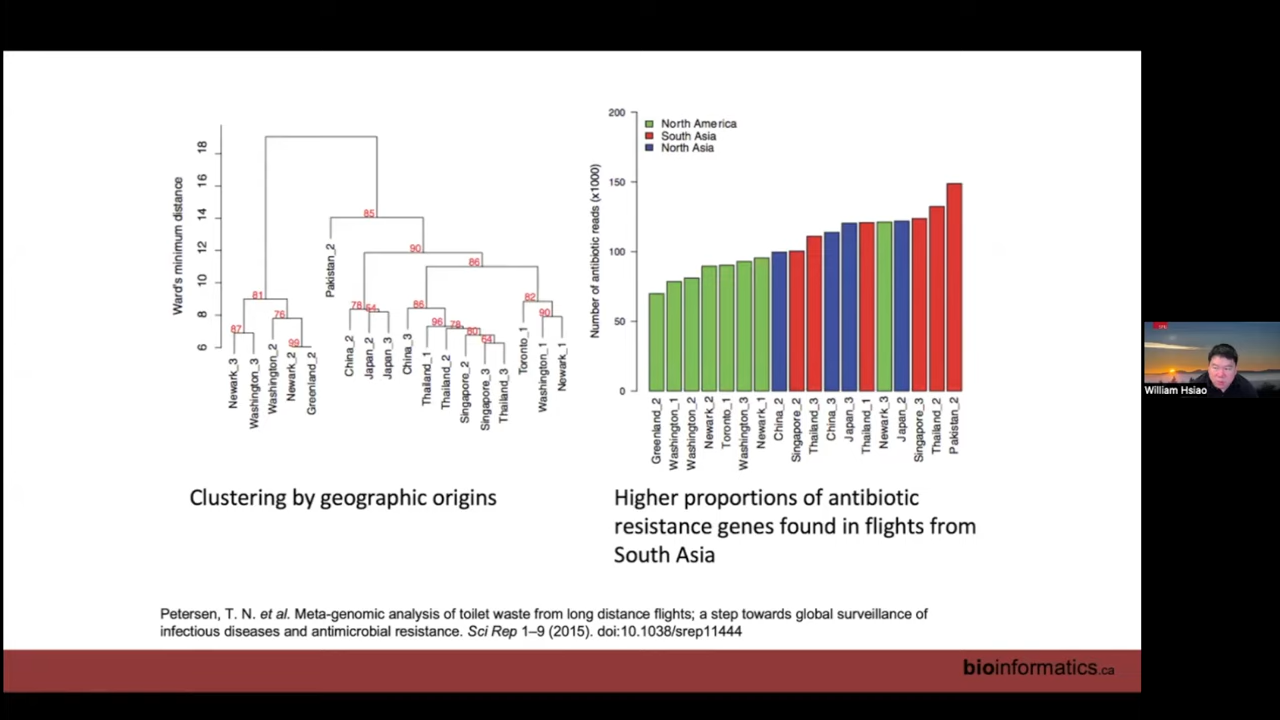 Ward's minimum distance
18
16
14
12
10
8
6
85
90
86
81
87
76
99
78
54
86
96
78
80
64
82
90
Newark_3
Washington_3
Washington_2
Newark_2
Greenland_2
Pakistan_2
China_2
Japan_2
Japan_3
China_3
Thailand_1
Thailand_2
Singapore_2
Singapore_3
Thailand_3
Toronto_1
Washington_1
Newark_1
Clustering by geographic origins
Number of antibiotic reads (x1000)
200
150
100
50
0
North America
South Asia
North Asia
Greenland_2
Washington_1
Washington_2
Newark_2
Toronto_1
Washington_3
Newark_1
China_2
Singapore_2
Thailand_3
China_3
Japan_3
Thailand_1
Newark_3
Japan_2
Singapore_3
Thailand_2
Pakistan_2
Higher proportions of antibiotic
resistance genes found in flights from
South Asia
Petersen, T. N. et al. Meta-genomic analysis of toilet waste from long distance flights; a step towards global surveillance of
infectious diseases and antimicrobial resistance. Sci Rep 1–9 (2015). doi:10.1038/srep11444
bioinformatics.ca
William Hsiao